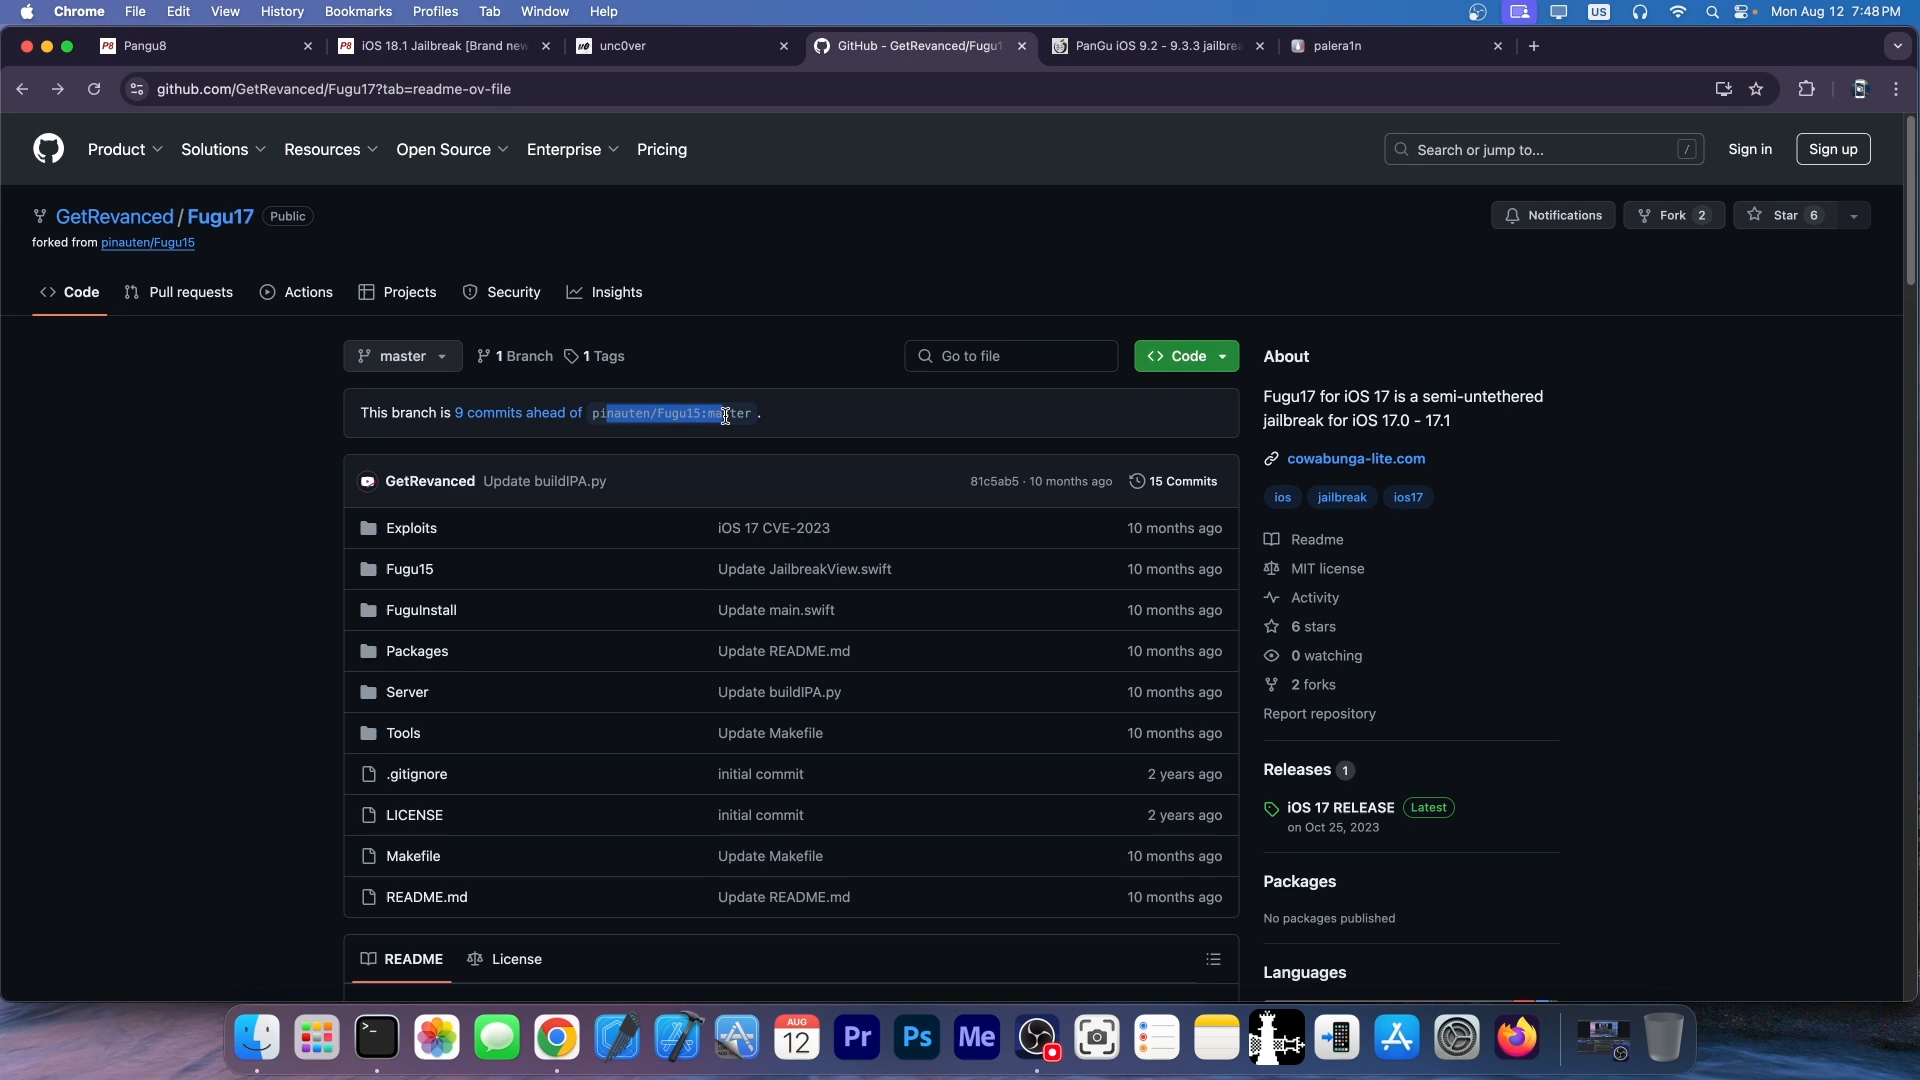 Chrome File Edit View History Bookmarks Profiles Tab Window Help US Mon Aug 12 7:48 PM
P8 Pangu8 P8 iOS 18.1 Jailbreak [Brand new u0 unc0ver GitHub - GetRevanced/Fugu1 PanGu iOS 9.2 - 9.3.3 jailbrea palera1n
github.com/GetRevanced/Fugu17?tab=readme-ov-file
Product Solutions Resources Open Source Enterprise Pricing Search or jump to... / Sign in Sign up
GetRevanced / Fugu17 Public Notifications Fork 2 Star 6
forked from pinauten/Fugu15
Code Pull requests Actions Projects Security Insights
master 1 Branch 1 Tags Go to file Code
This branch is 9 commits ahead of pinauten/Fugu15:master .
GetRevanced Update buildIPA.py 81c5ab5 · 10 months ago 15 Commits
Exploits iOS 17 CVE-2023 10 months ago
Fugu15 Update JailbreakView.swift 10 months ago
FuguInstall Update main.swift 10 months ago
Packages Update README.md 10 months ago
Server Update buildIPA.py 10 months ago
Tools Update Makefile 10 months ago
.gitignore initial commit 2 years ago
LICENSE initial commit 2 years ago
Makefile Update Makefile 10 months ago
README.md Update README.md 10 months ago
README License
About
Fugu17 for iOS 17 is a semi-untethered
jailbreak for iOS 17.0 - 17.1
cowabunga-lite.com
ios jailbreak ios17
Readme
MIT license
Activity
6 stars
0 watching
2 forks
Report repository
Releases 1
iOS 17 RELEASE Latest
on Oct 25, 2023
Packages
No packages published
Languages
AUG
12
Pr
Ps
Me